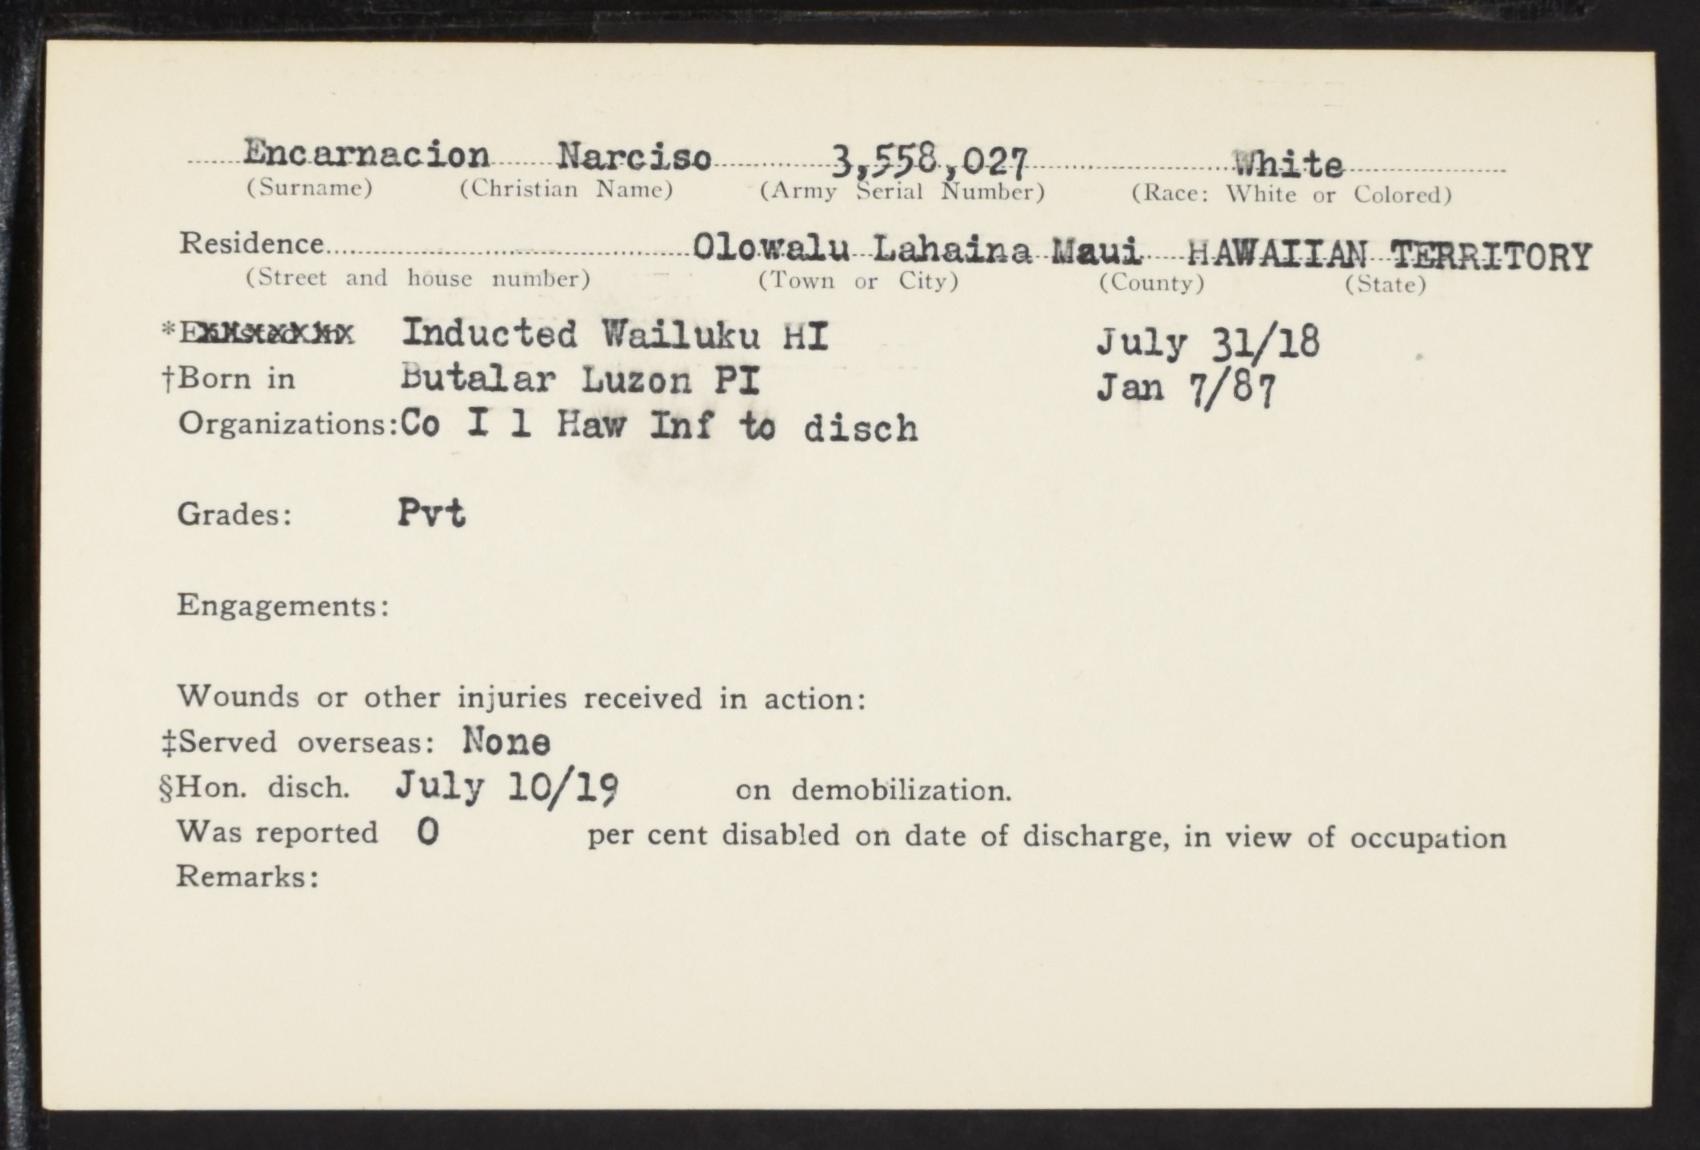 Encarnacion Narciso 3,558,027 White
(Surname) (Christian Name) (Army Serial Number) (Race: White or Colored)
Residence Olowalu Lahaina Maui HAWAIIAN TERRITORY
(Street and house number) (Town or City) (County) (State)
* Inducted Wailuku HI July 31/18
†Born in Butalar Luzon PI Jan 7/87
Organizations: Co I 1 Haw Inf to disch
Grades: Pvt
Engagements:
Wounds or other injuries received in action:
‡Served overseas: None
§Hon. disch. July 10/19 on demobilization.
Was reported 0 per cent disabled on date of discharge, in view of occupation
Remarks: